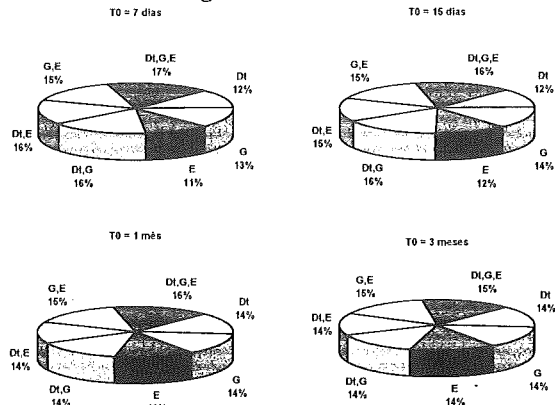 T0 = 7 dias
Dt,G,E
17%
Dt
12%
G
13%
E
11%
Dt,G
16%
Dt,E
16%
G,E
15%
T0 = 15 dias
Dt,G,E
16%
Dt
12%
G
14%
E
12%
Dt,G
16%
Dt,E
15%
G,E
15%
T0 = 1 mês
Dt,G,E
16%
Dt
14%
G
14%
E
Dt,G
14%
Dt,E
14%
G,E
15%
T0 = 3 meses
Dt,G,E
15%
Dt
14%
G
14%
E
14%
Dt,G
14%
Dt,E
14%
G,E
15%